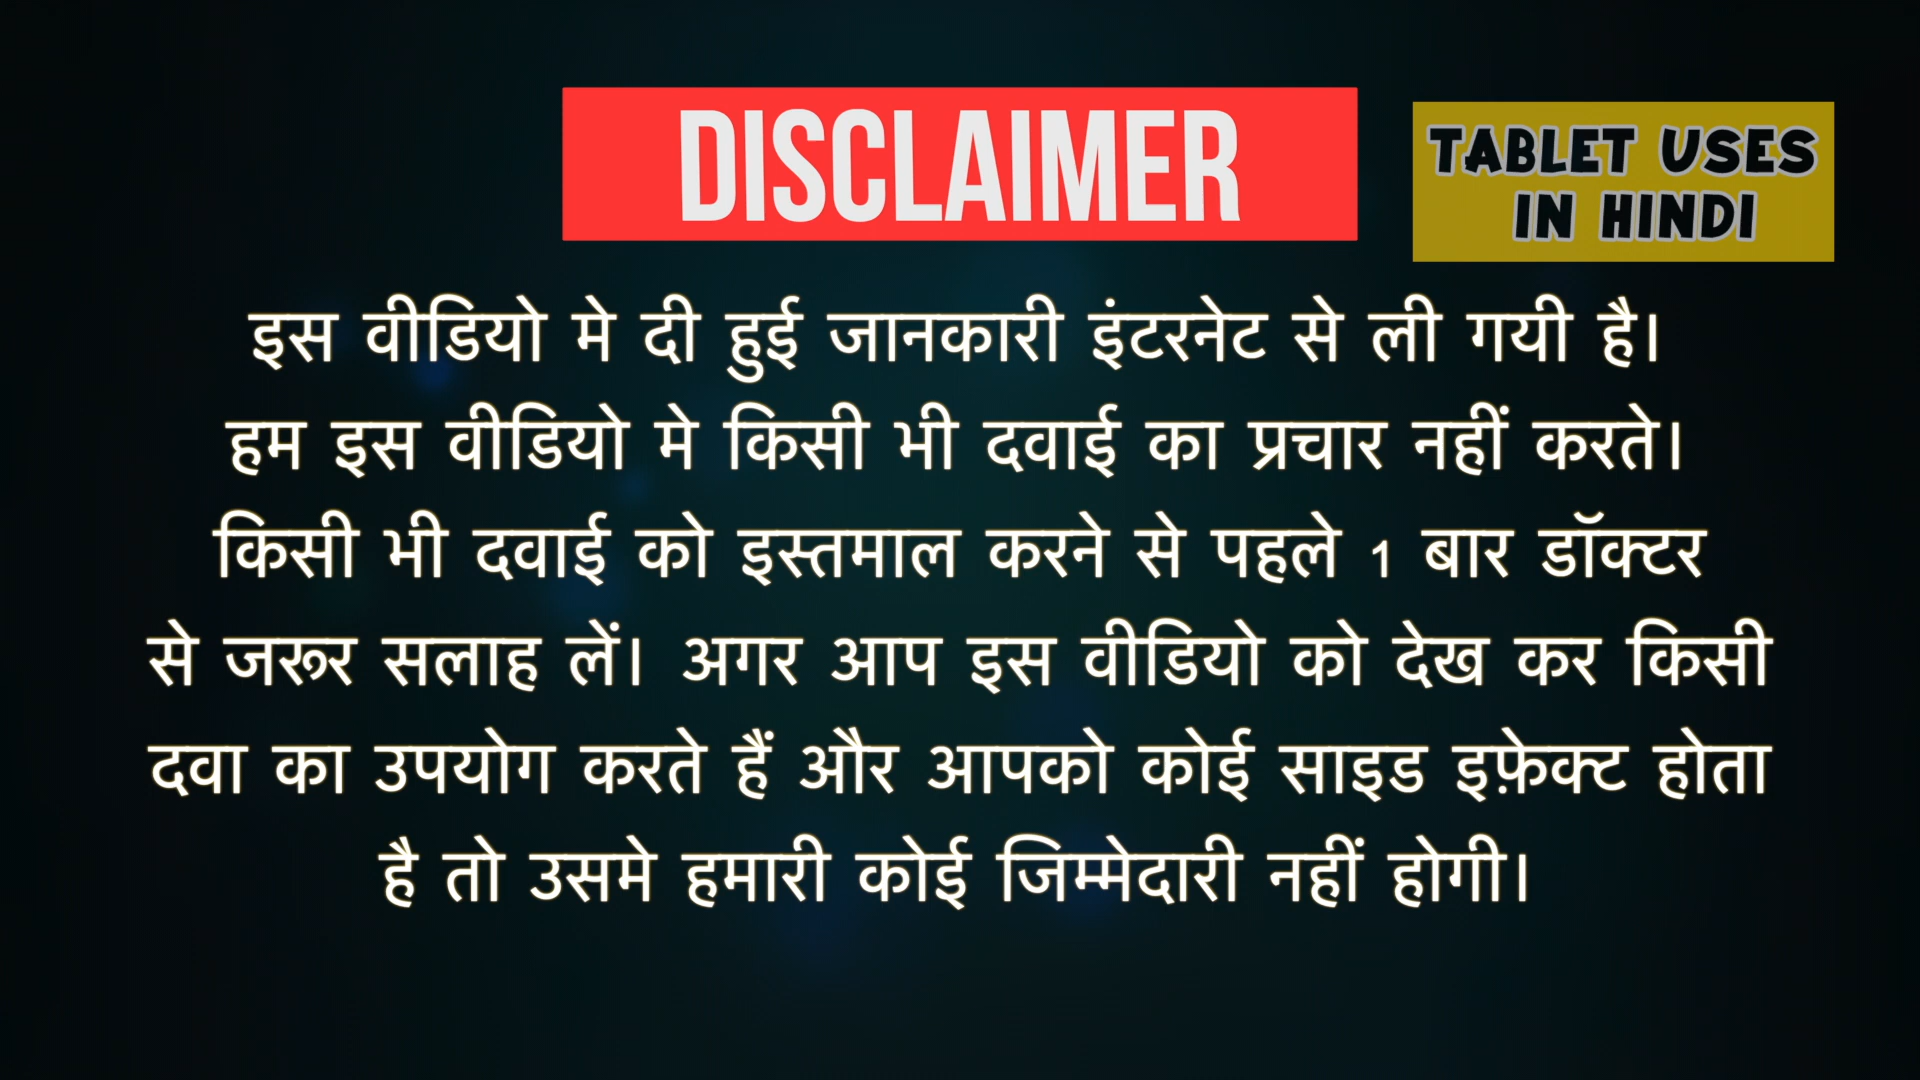 DISCLAIMER
TABLET USES
IN HINDI
इस वीडियो मे दी हुई जानकारी इंटरनेट से ली गयी है।
हम इस वीडियो मे किसी भी दवाई का प्रचार नहीं करते।
किसी भी दवाई को इस्तमाल करने से पहले 1 बार डॉक्टर
से जरूर सलाह लें। अगर आप इस वीडियो को देख कर किसी
दवा का उपयोग करते हैं और आपको कोई साइड इफ़ेक्ट होता
है तो उसमे हमारी कोई जिम्मेदारी नहीं होगी।